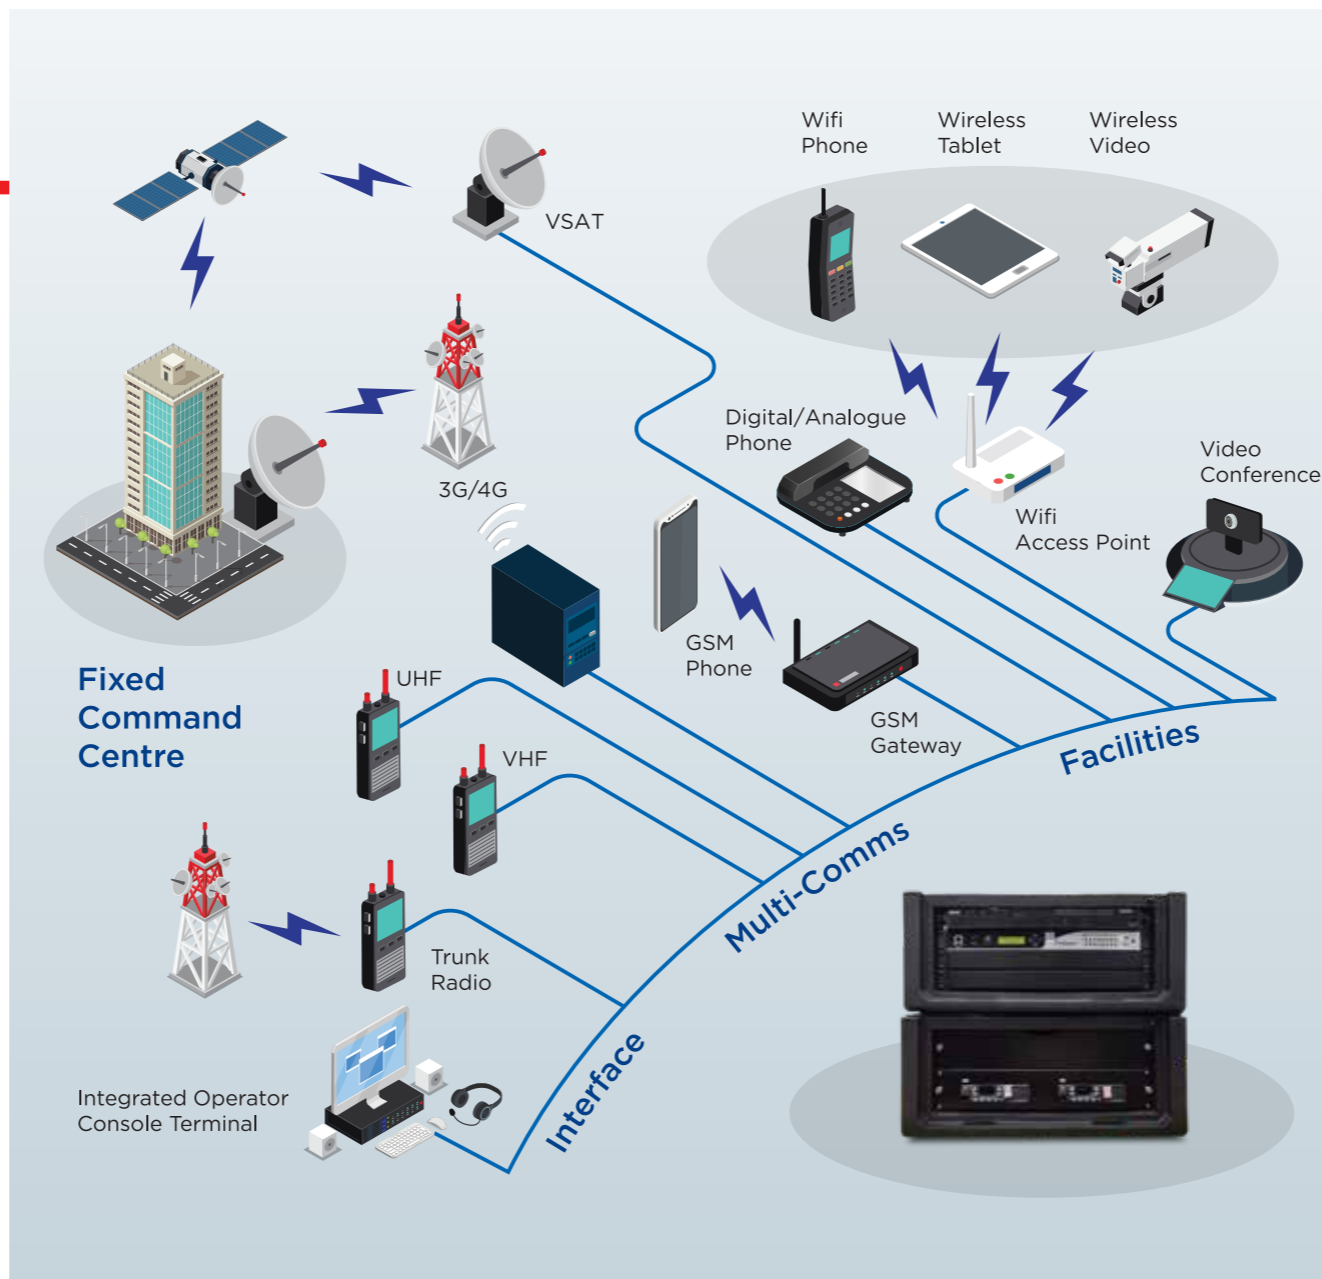 Wifi
Phone
Wireless
Tablet
Wireless
Video
VSAT
Digital/Analogue
Phone
Video
Conference
3G/4G
Wifi
Access Point
GSM
Phone
Fixed
Command
Centre
UHF
GSM
Gateway
VHF
Facilities
Multi-Comms
Trunk
Radio
Interface
Integrated Operator
Console Terminal